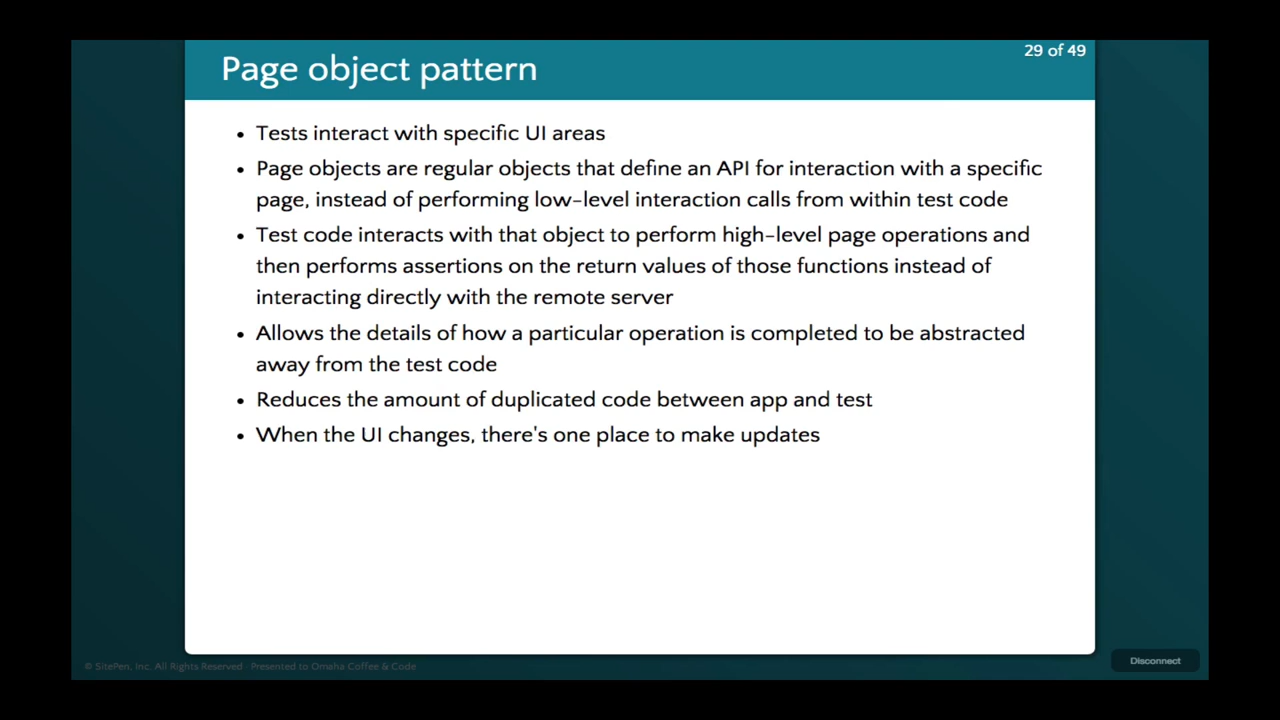 29 of 49
Page object pattern
• Tests interact with specific UI areas
• Page objects are regular objects that define an API for interaction with a specific
page, instead of performing low-level interaction calls from within test code
• Test code interacts with that object to perform high-level page operations and
then performs assertions on the return values of those functions instead of
interacting directly with the remote server
• Allows the details of how a particular operation is completed to be abstracted
away from the test code
• Reduces the amount of duplicated code between app and test
• When the UI changes, there's one place to make updates
© SitePen, Inc. All Rights Reserved - Presented to Omaha Coffee & Code
Disconnect